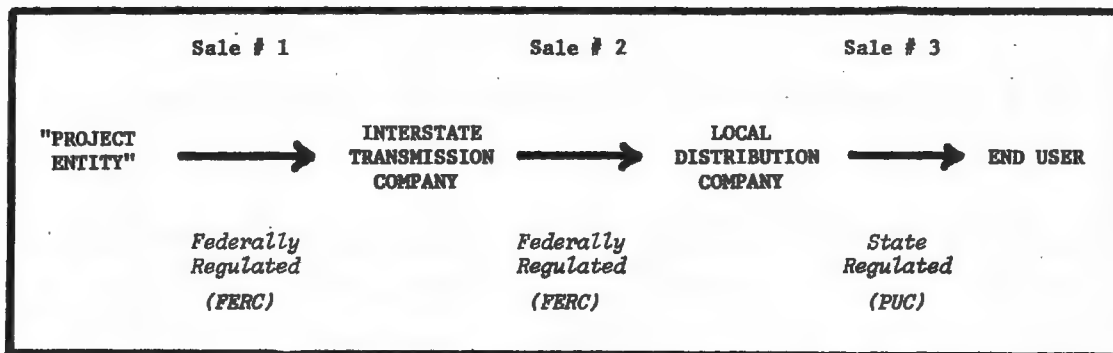 Sale # 1 Sale # 2 Sale # 3
"PROJECT ENTITY"
INTERSTATE TRANSMISSION COMPANY
LOCAL DISTRIBUTION COMPANY
END USER
Federally Regulated (FERC)
Federally Regulated (FERC)
State Regulated (PUC)